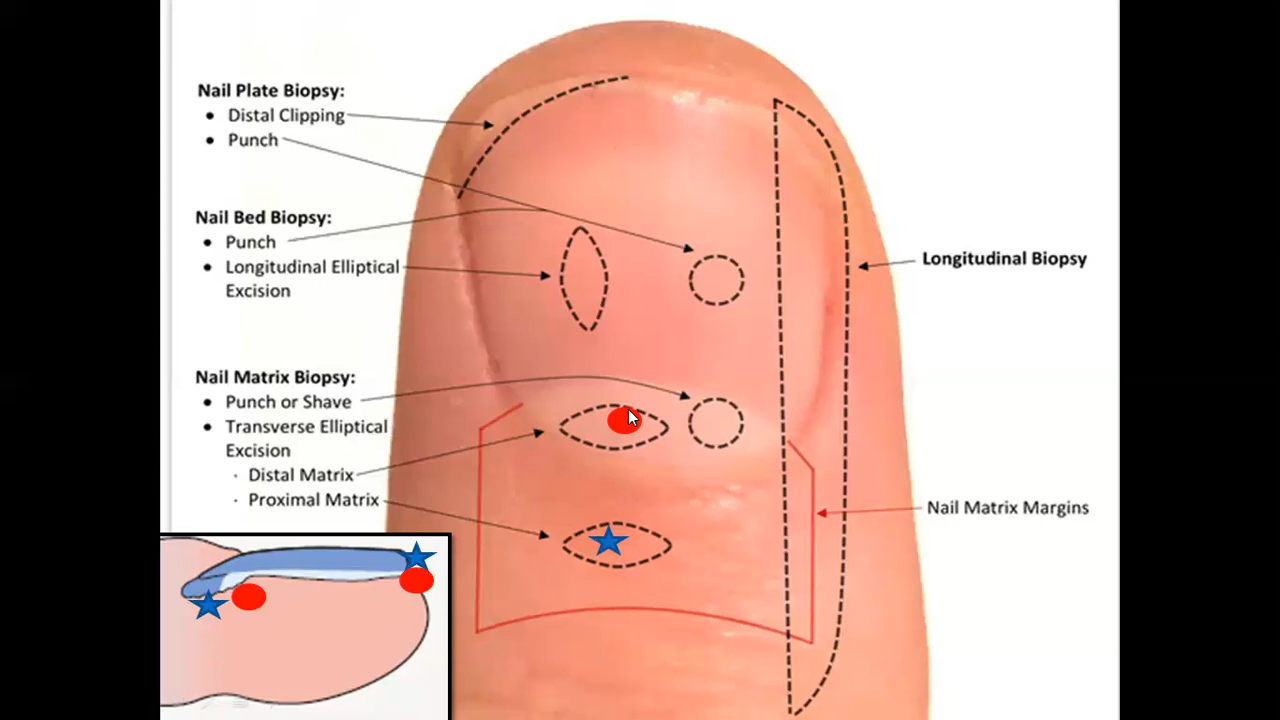 Nail Plate Biopsy:
• Distal Clipping
• Punch
Nail Bed Biopsy:
• Punch
• Longitudinal Elliptical
Excision
Nail Matrix Biopsy:
• Punch or Shave
• Transverse Elliptical
Excision
· Distal Matrix
· Proximal Matrix
Longitudinal Biopsy
Nail Matrix Margins